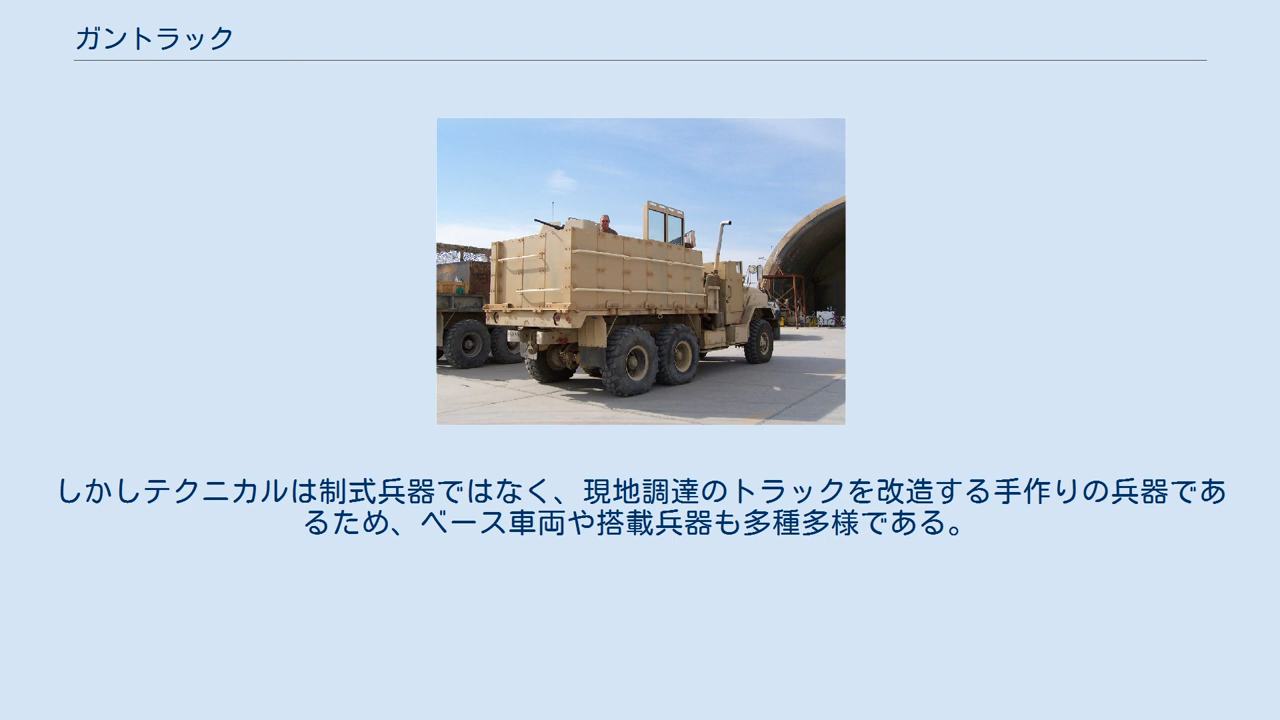 ガントラック
しかしテクニカルは制式兵器ではなく、現地調達のトラックを改造する手作りの兵器であ
るため、ベース車両や搭載兵器も多種多様である。